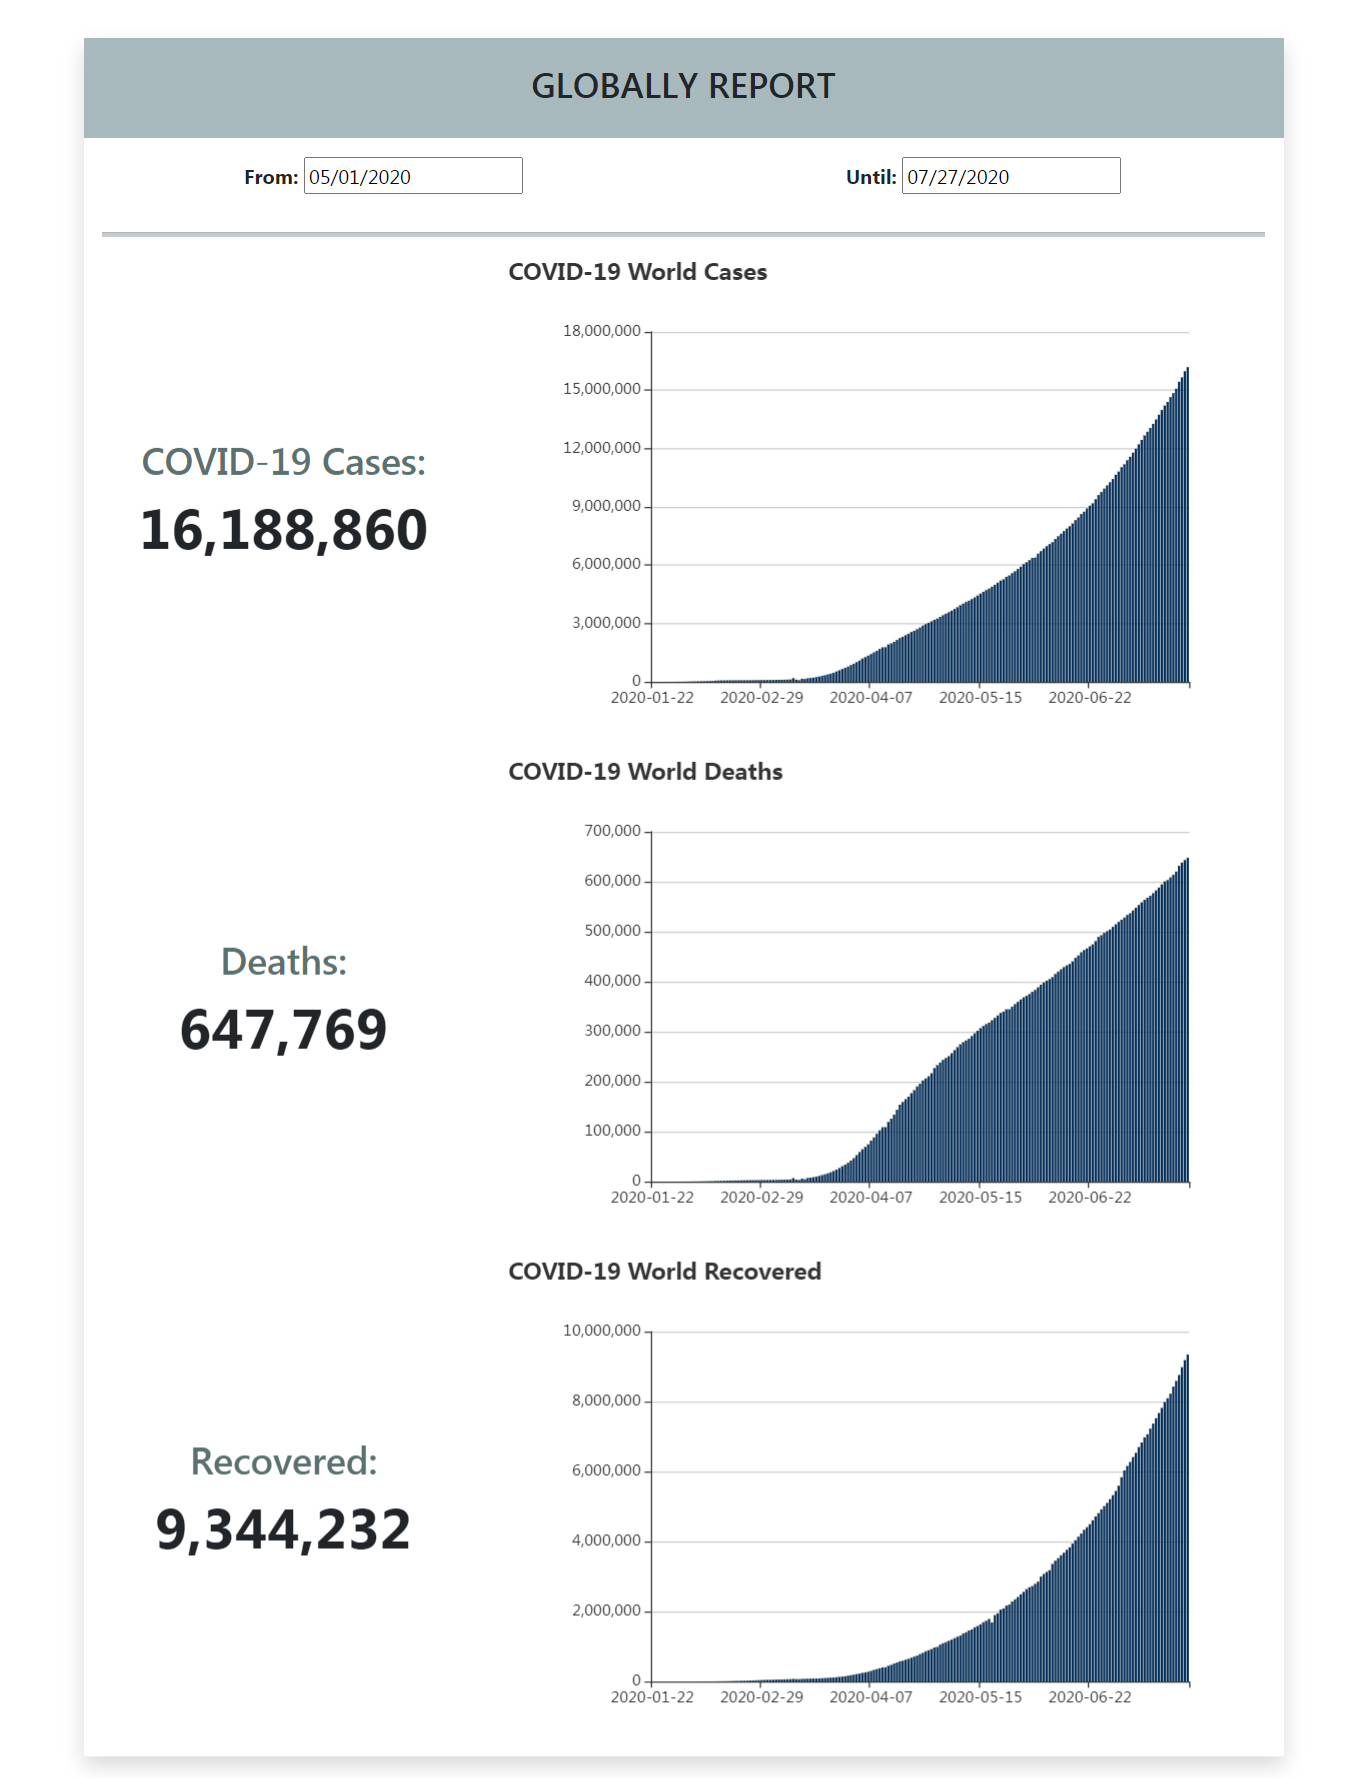 GLOBALLY REPORT
From: 05/01/2020
Until: 07/27/2020
COVID-19 World Cases
COVID-19 Cases:
16,188,860
18,000,000
15,000,000
12,000,000
9,000,000
6,000,000
3,000,000
0
2020-01-22 2020-02-29 2020-04-07 2020-05-15 2020-06-22
COVID-19 World Deaths
Deaths:
647,769
700,000
600,000
500,000
400,000
300,000
200,000
100,000
0
2020-01-22 2020-02-29 2020-04-07 2020-05-15 2020-06-22
COVID-19 World Recovered
Recovered:
9,344,232
10,000,000
8,000,000
6,000,000
4,000,000
2,000,000
0
2020-01-22 2020-02-29 2020-04-07 2020-05-15 2020-06-22